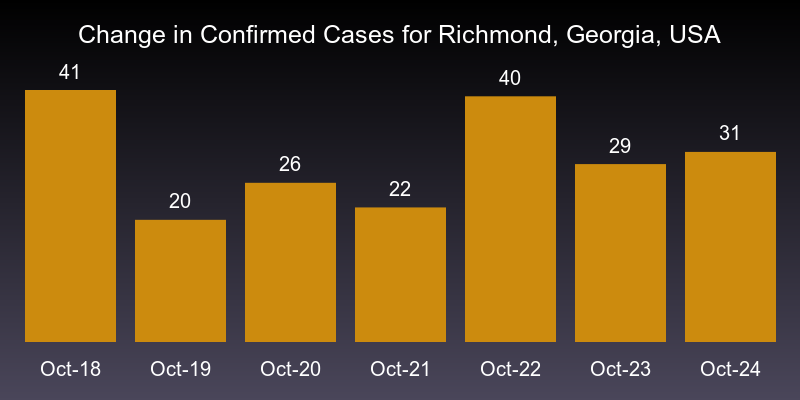 Change in Confirmed Cases for Richmond, Georgia, USA
41
20
26
22
40
29
31
Oct-18
Oct-19
Oct-20
Oct-21
Oct-22
Oct-23
Oct-24